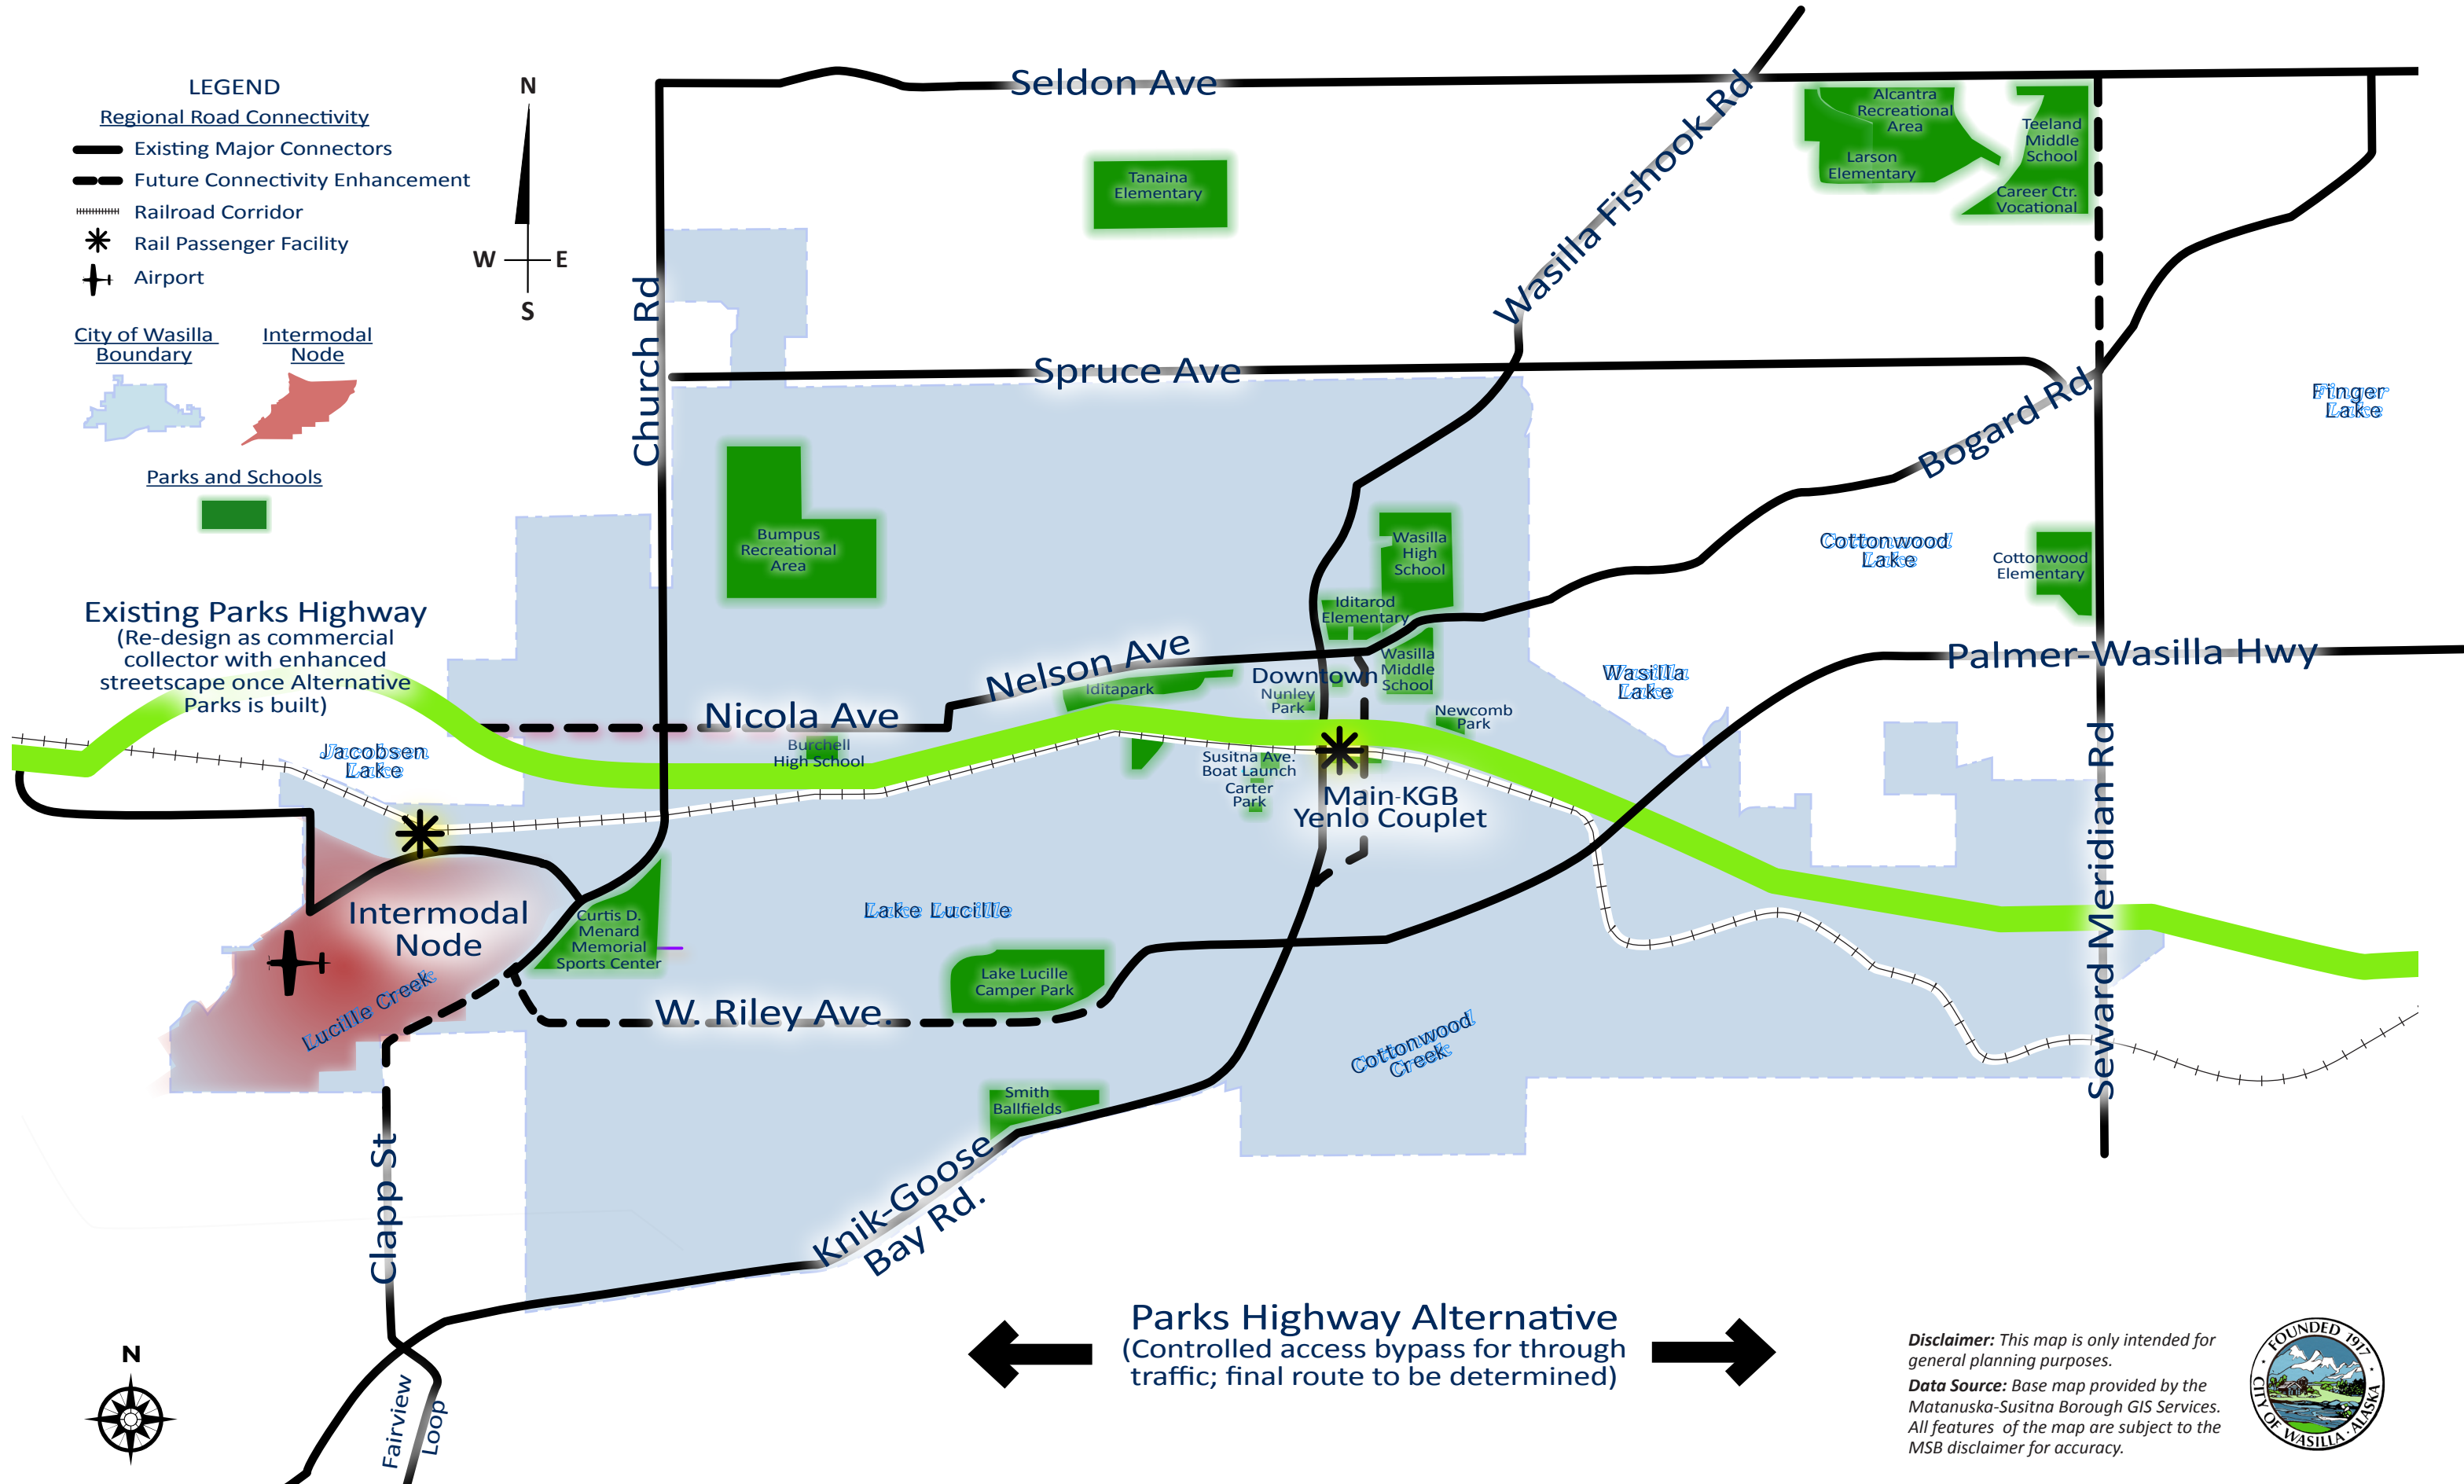 LEGEND
Regional Road Connectivity
Existing Major Connectors
Future Connectivity Enhancement
Railroad Corridor
Rail Passenger Facility
Airport
City of Wasilla
Boundary
Intermodal
Node
Parks and Schools
N
W
E
S
Seldon Ave
Wasilla Fishook Rd
Alcantra
Recreational
Area
Larson
Elementary
Teeland
Middle
School
Career Ctr.
Vocational
Tanaina
Elementary
Church Rd
Spruce Ave
Bogard Rd
Finger
Lake
Bumpus
Recreational
Area
Wasilla
High
School
Iditarod
Elementary
Cottonwood
Lake
Cottonwood
Elementary
Existing Parks Highway
(Re-design as commercial
collector with enhanced
streetscape once Alternative
Parks is built)
Nelson Ave
Wasilla
Middle
School
Downtown
Nunley
Park
Iditapark
Newcomb
Park
Wasilla
Lake
Palmer-Wasilla Hwy
Nicola Ave
Burchell
High School
Jacobsen
Lake
Susitna Ave.
Boat Launch
Carter
Park
Main-KGB
Yenlo Couplet
Seward Meridian Rd
Intermodal
Node
Curtis D.
Menard
Memorial
Sports Center
Lake Lucille
Lucille Creek
Lake Lucille
Camper Park
W. Riley Ave.
Cottonwood
Creek
Smith
Ballfields
Clapp St
Knik-Goose
Bay Rd.
Fairview
Loop
N
Parks Highway Alternative
(Controlled access bypass for through
traffic; final route to be determined)
Disclaimer: This map is only intended for
general planning purposes.
Data Source: Base map provided by the
Matanuska-Susitna Borough GIS Services.
All features of the map are subject to the
MSB disclaimer for accuracy.
FOUNDED 1917
CITY OF WASILLA · ALASKA